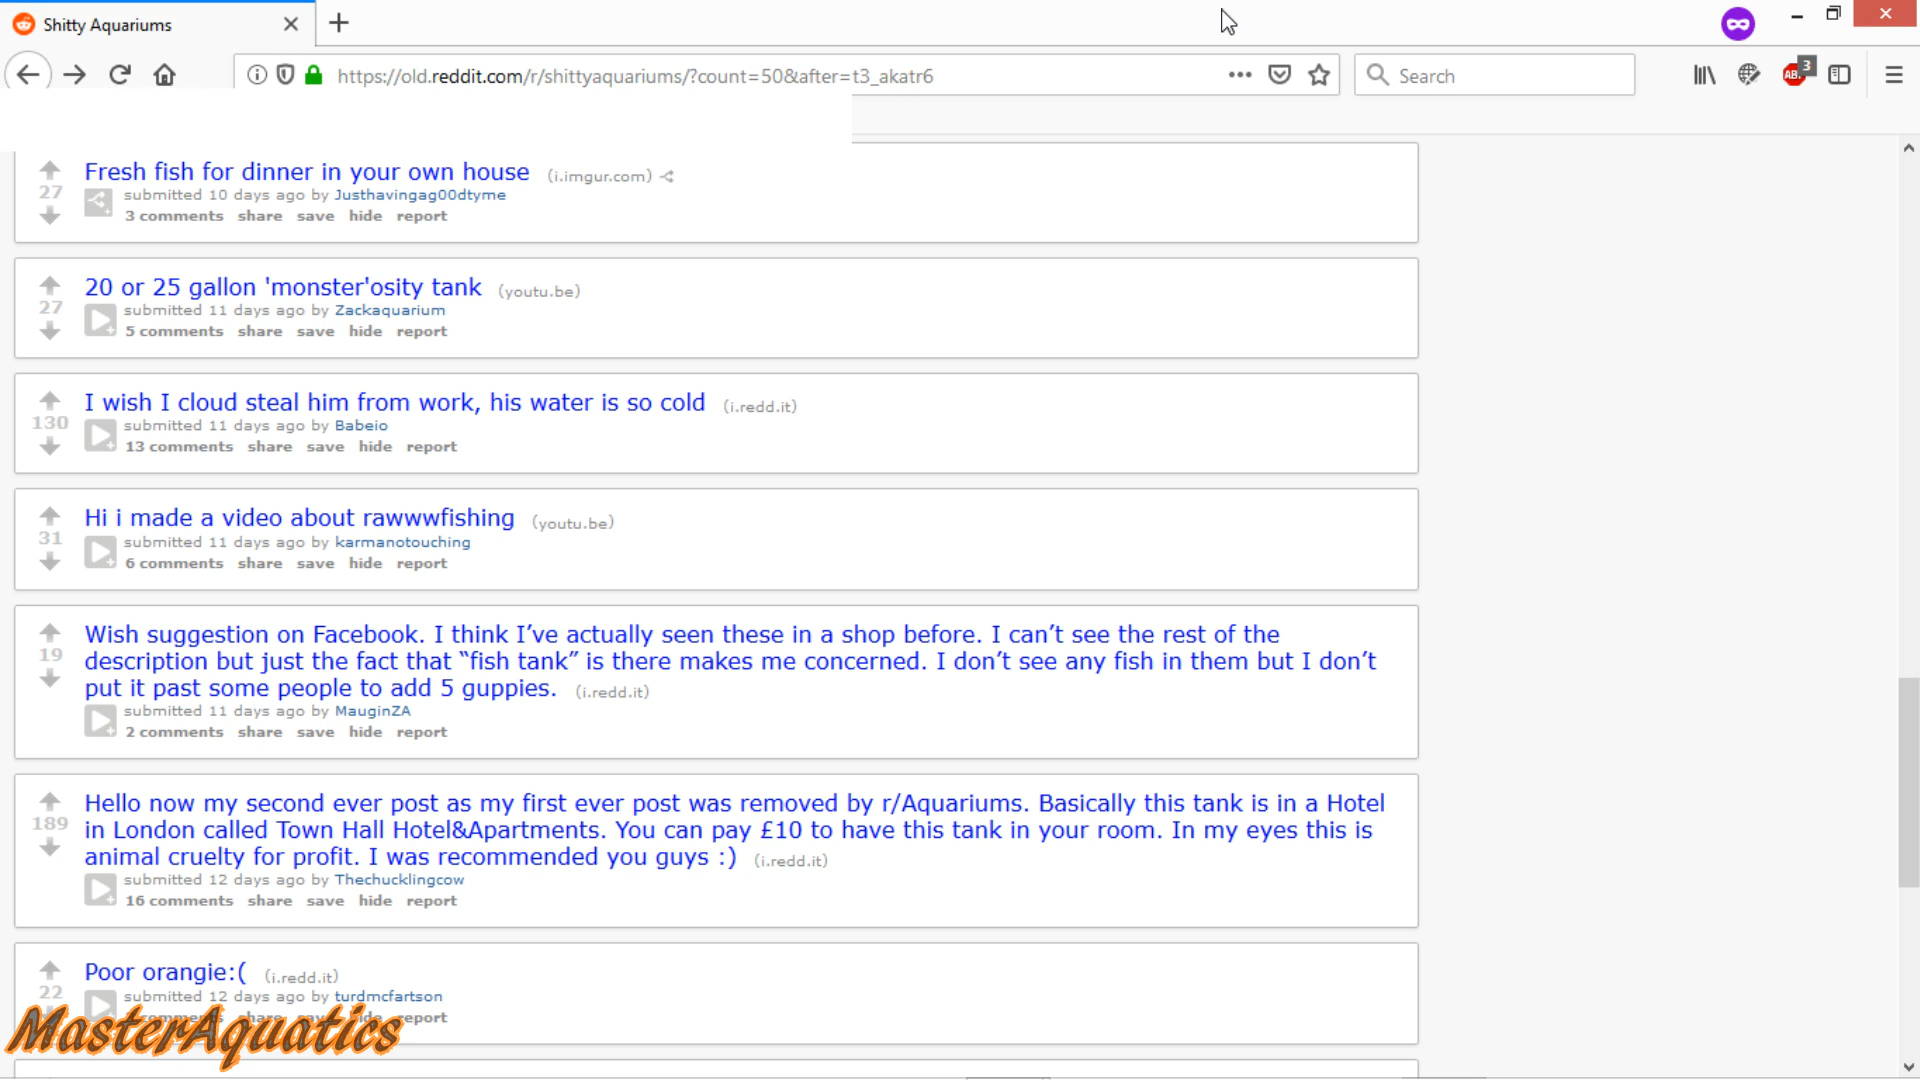 Shitty Aquariums
https://old.reddit.com/r/shittyaquariums/?count=50&after=t3_akatr6
Search
ABP
3
Fresh fish for dinner in your own house (i.imgur.com)
27
submitted 10 days ago by Justhavingag00dtyme
3 comments share save hide report
20 or 25 gallon 'monster'osity tank (youtu.be)
27
submitted 11 days ago by Zackaquarium
5 comments share save hide report
I wish I cloud steal him from work, his water is so cold (i.redd.it)
130
submitted 11 days ago by Babeio
13 comments share save hide report
Hi i made a video about rawwwfishing (youtu.be)
31
submitted 11 days ago by karmanotouching
6 comments share save hide report
Wish suggestion on Facebook. I think I’ve actually seen these in a shop before. I can’t see the rest of the
19
description but just the fact that “fish tank” is there makes me concerned. I don’t see any fish in them but I don’t
put it past some people to add 5 guppies. (i.redd.it)
submitted 11 days ago by MauginZA
2 comments share save hide report
Hello now my second ever post as my first ever post was removed by r/Aquariums. Basically this tank is in a Hotel
189
in London called Town Hall Hotel&Apartments. You can pay £10 to have this tank in your room. In my eyes this is
animal cruelty for profit. I was recommended you guys :) (i.redd.it)
submitted 12 days ago by Thechucklingcow
16 comments share save hide report
Poor orangie:( (i.redd.it)
22
submitted 12 days ago by turdmcfartson
comments share save hide report
MasterAquatics